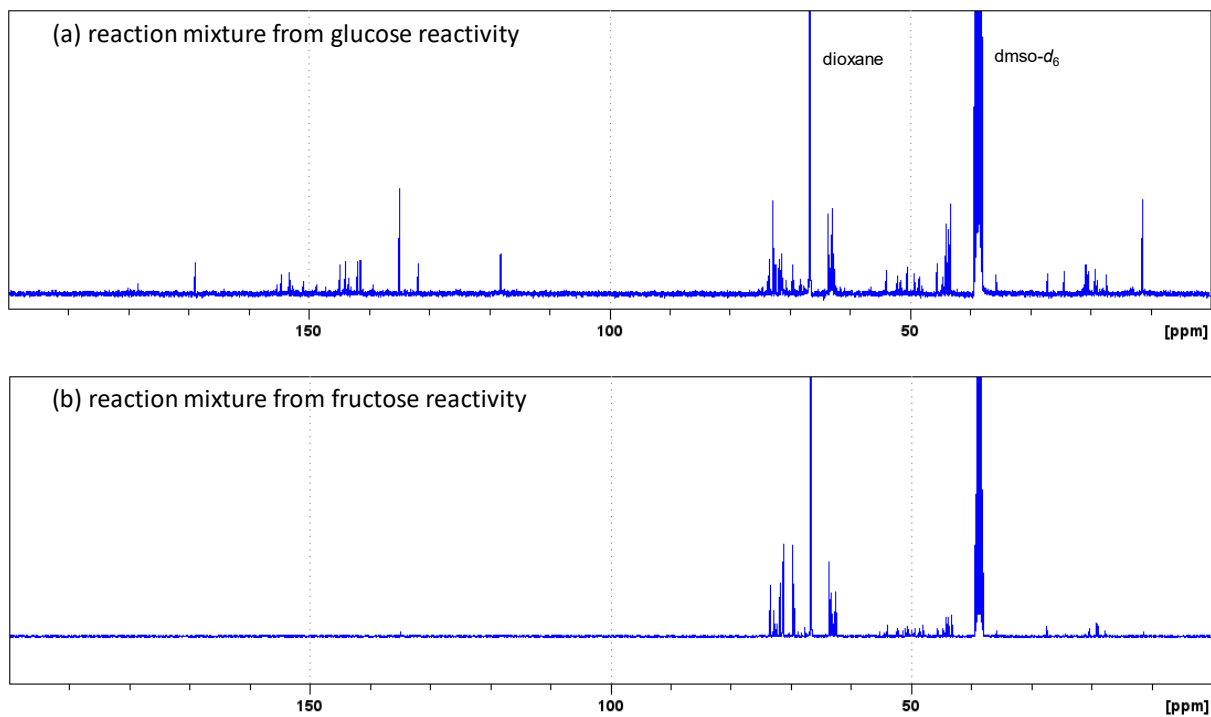 (a) reaction mixture from glucose reactivity
dioxane
dmso-d6
150
100
50
[ppm]
(b) reaction mixture from fructose reactivity
150
100
50
[ppm]